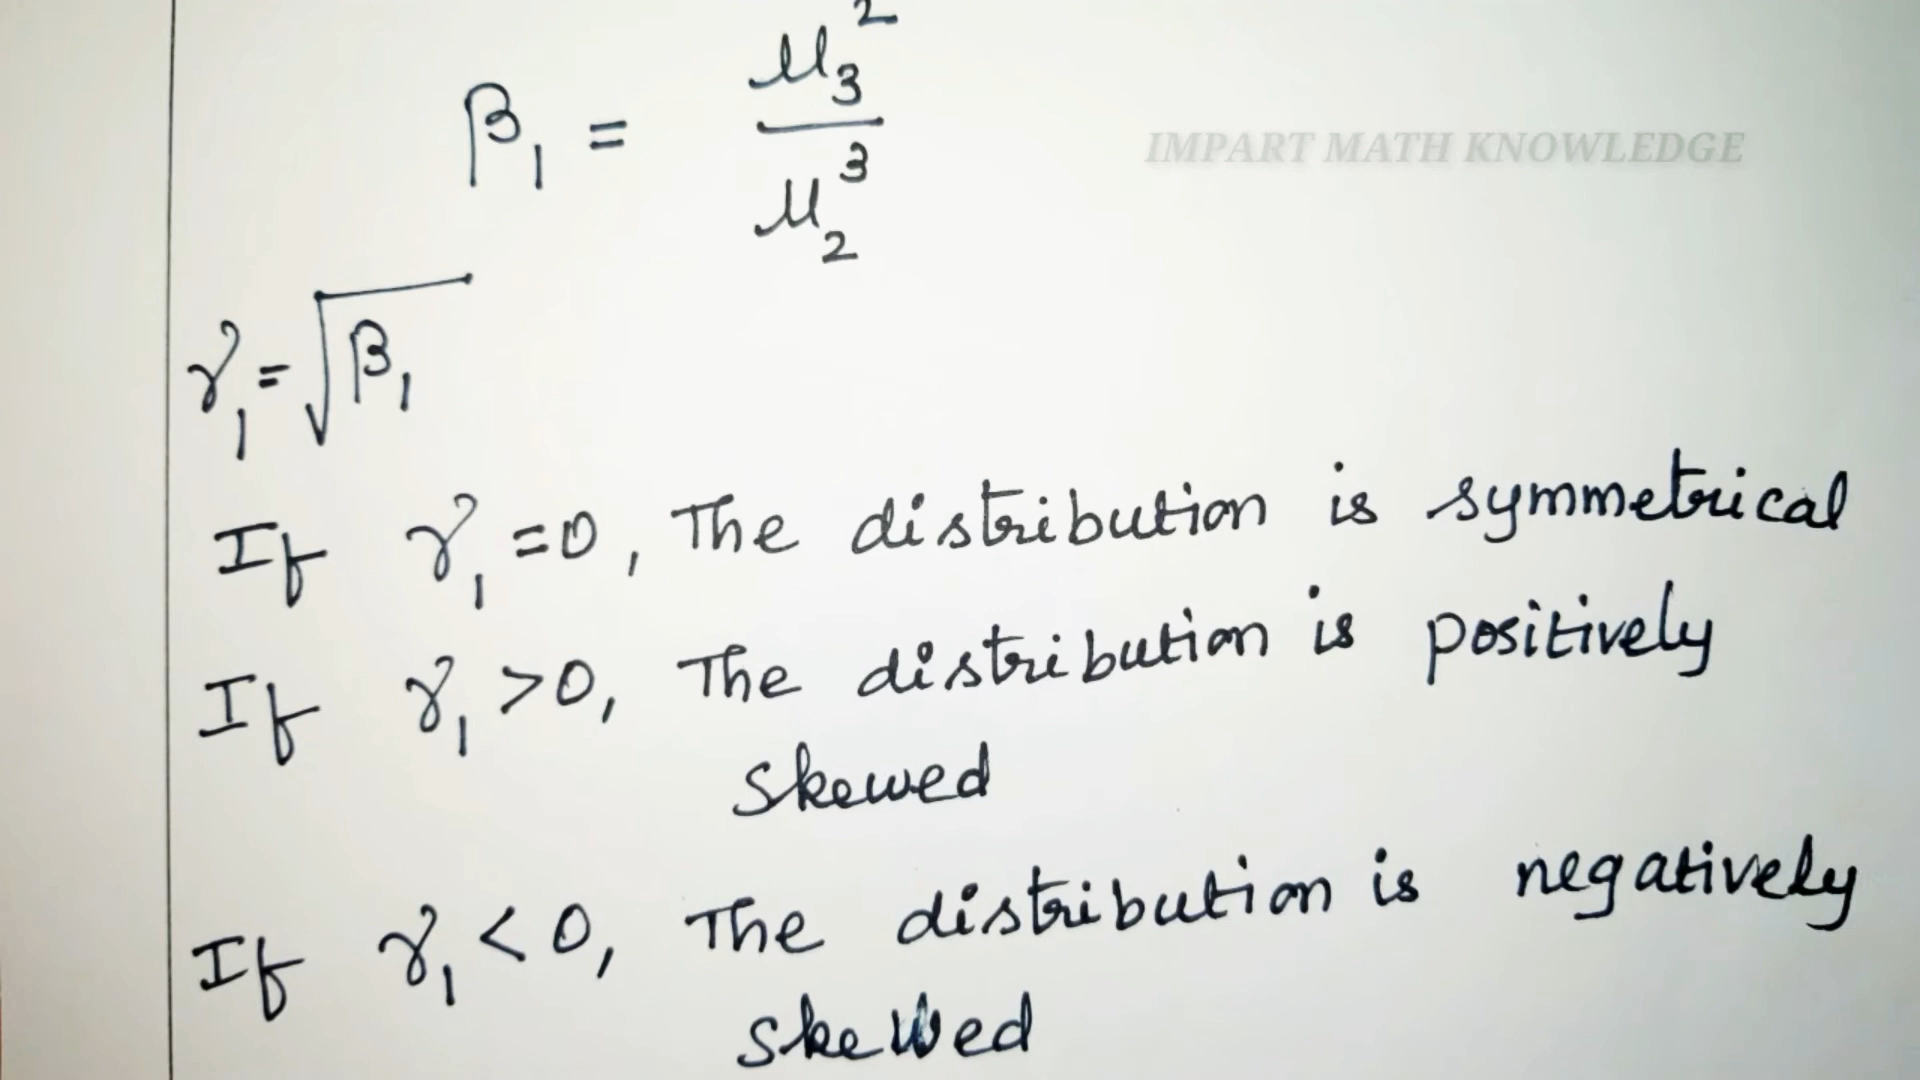 β₁ = μ₃² / μ₂³
IMPART MATH KNOWLEDGE
γ₁ = √β₁
If γ₁ = 0, The distribution is symmetrical
If γ₁ > 0, The distribution is positively
skewed
If γ₁ < 0, The distribution is negatively
skewed